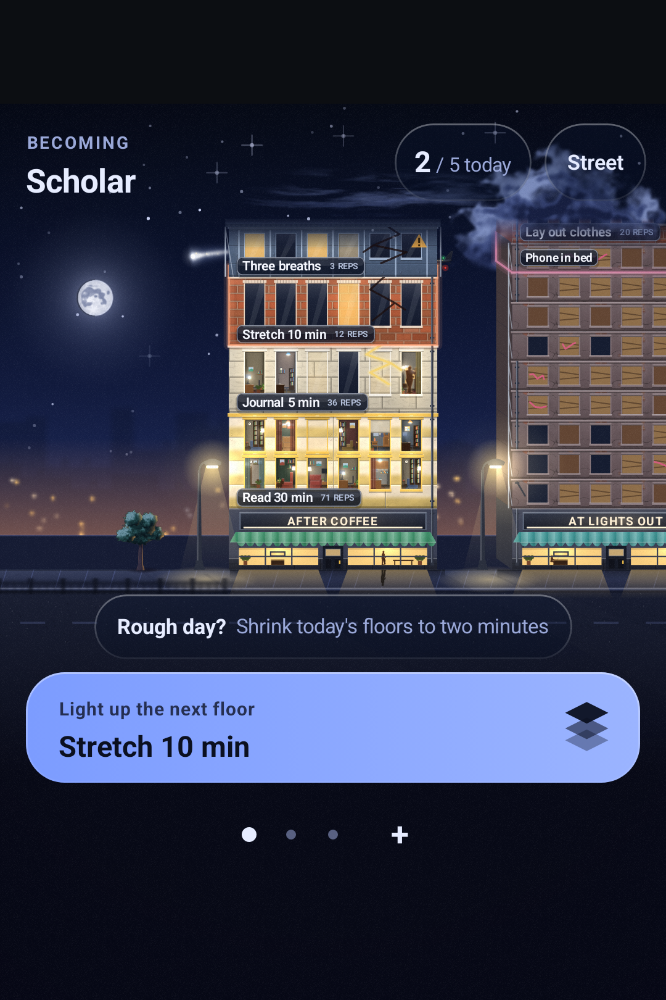 BECOMING
Scholar
2 / 5 today
Street
Lay out clothes 20 REPS
Three breaths 3 REPS
Phone in bed
Stretch 10 min 12 REPS
Journal 5 min 36 REPS
Read 30 min 71 REPS
AFTER COFFEE
AT LIGHTS OUT
Rough day? Shrink today's floors to two minutes
Light up the next floor
Stretch 10 min